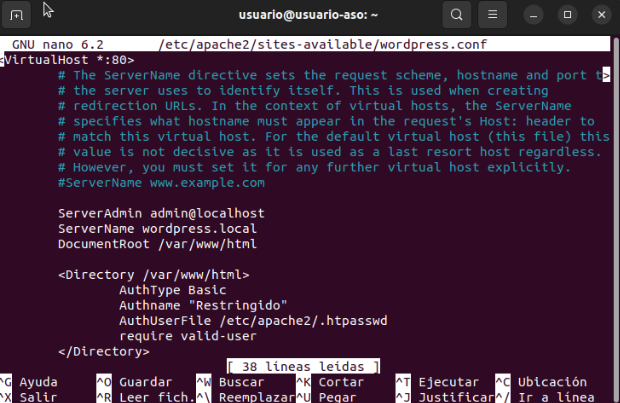 usuario@usuario-aso: ~
GNU nano 6.2 /etc/apache2/sites-available/wordpress.conf
<VirtualHost *:80>
# The ServerName directive sets the request scheme, hostname and port t>
# the server uses to identify itself. This is used when creating
# redirection URLs. In the context of virtual hosts, the ServerName
# specifies what hostname must appear in the request's Host: header to
# match this virtual host. For the default virtual host (this file) this
# value is not decisive as it is used as a last resort host regardless.
# However, you must set it for any further virtual host explicitly.
#ServerName www.example.com
ServerAdmin admin@localhost
ServerName wordpress.local
DocumentRoot /var/www/html
<Directory /var/www/html>
AuthType Basic
Authname "Restringido"
AuthUserFile /etc/apache2/.htpasswd
require valid-user
</Directory>
[ 38 líneas leídas ]
^G Ayuda ^O Guardar ^W Buscar ^K Cortar ^T Ejecutar ^C Ubicación
^X Salir ^R Leer fich. ^\ Reemplazar ^U Pegar ^J Justificar ^/ Ir a línea